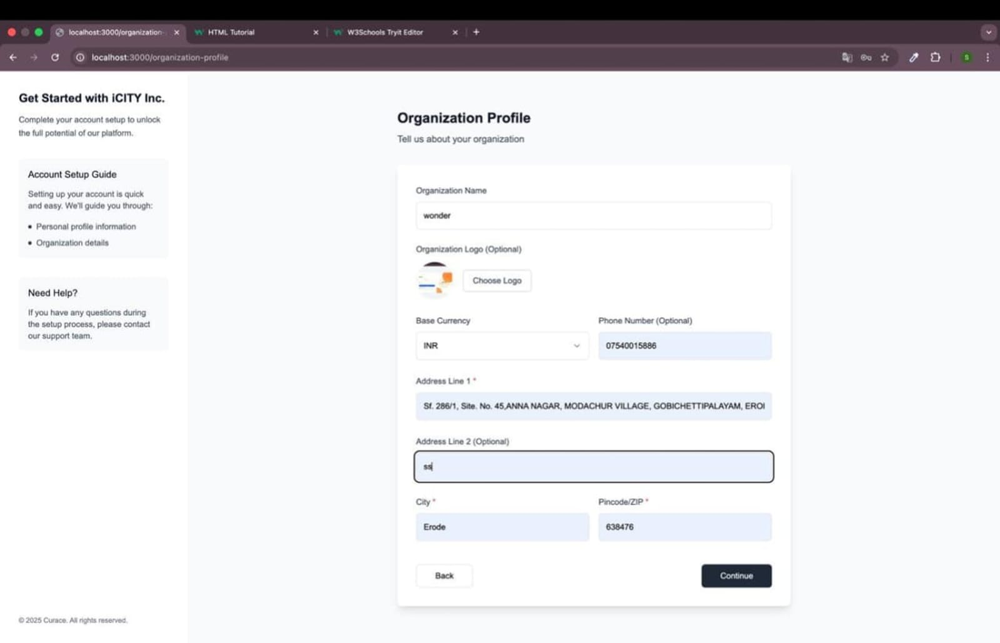 localhost:3000/organization-
HTML Tutorial
W3Schools Tryit Editor
localhost:3000/organization-profile
S
Get Started with iCITY Inc.
Complete your account setup to unlock
the full potential of our platform.
Account Setup Guide
Setting up your account is quick
and easy. We'll guide you through:
• Personal profile information
• Organization details
Need Help?
If you have any questions during
the setup process, please contact
our support team.
© 2025 Curace. All rights reserved.
Organization Profile
Tell us about your organization
Organization Name
wonder
Organization Logo (Optional)
Choose Logo
Base Currency
INR
Phone Number (Optional)
07540015886
Address Line 1 *
Sf. 286/1, Site. No. 45,ANNA NAGAR, MODACHUR VILLAGE, GOBICHETTIPALAYAM, EROI
Address Line 2 (Optional)
ss
City *
Erode
Pincode/ZIP *
638476
Back
Continue